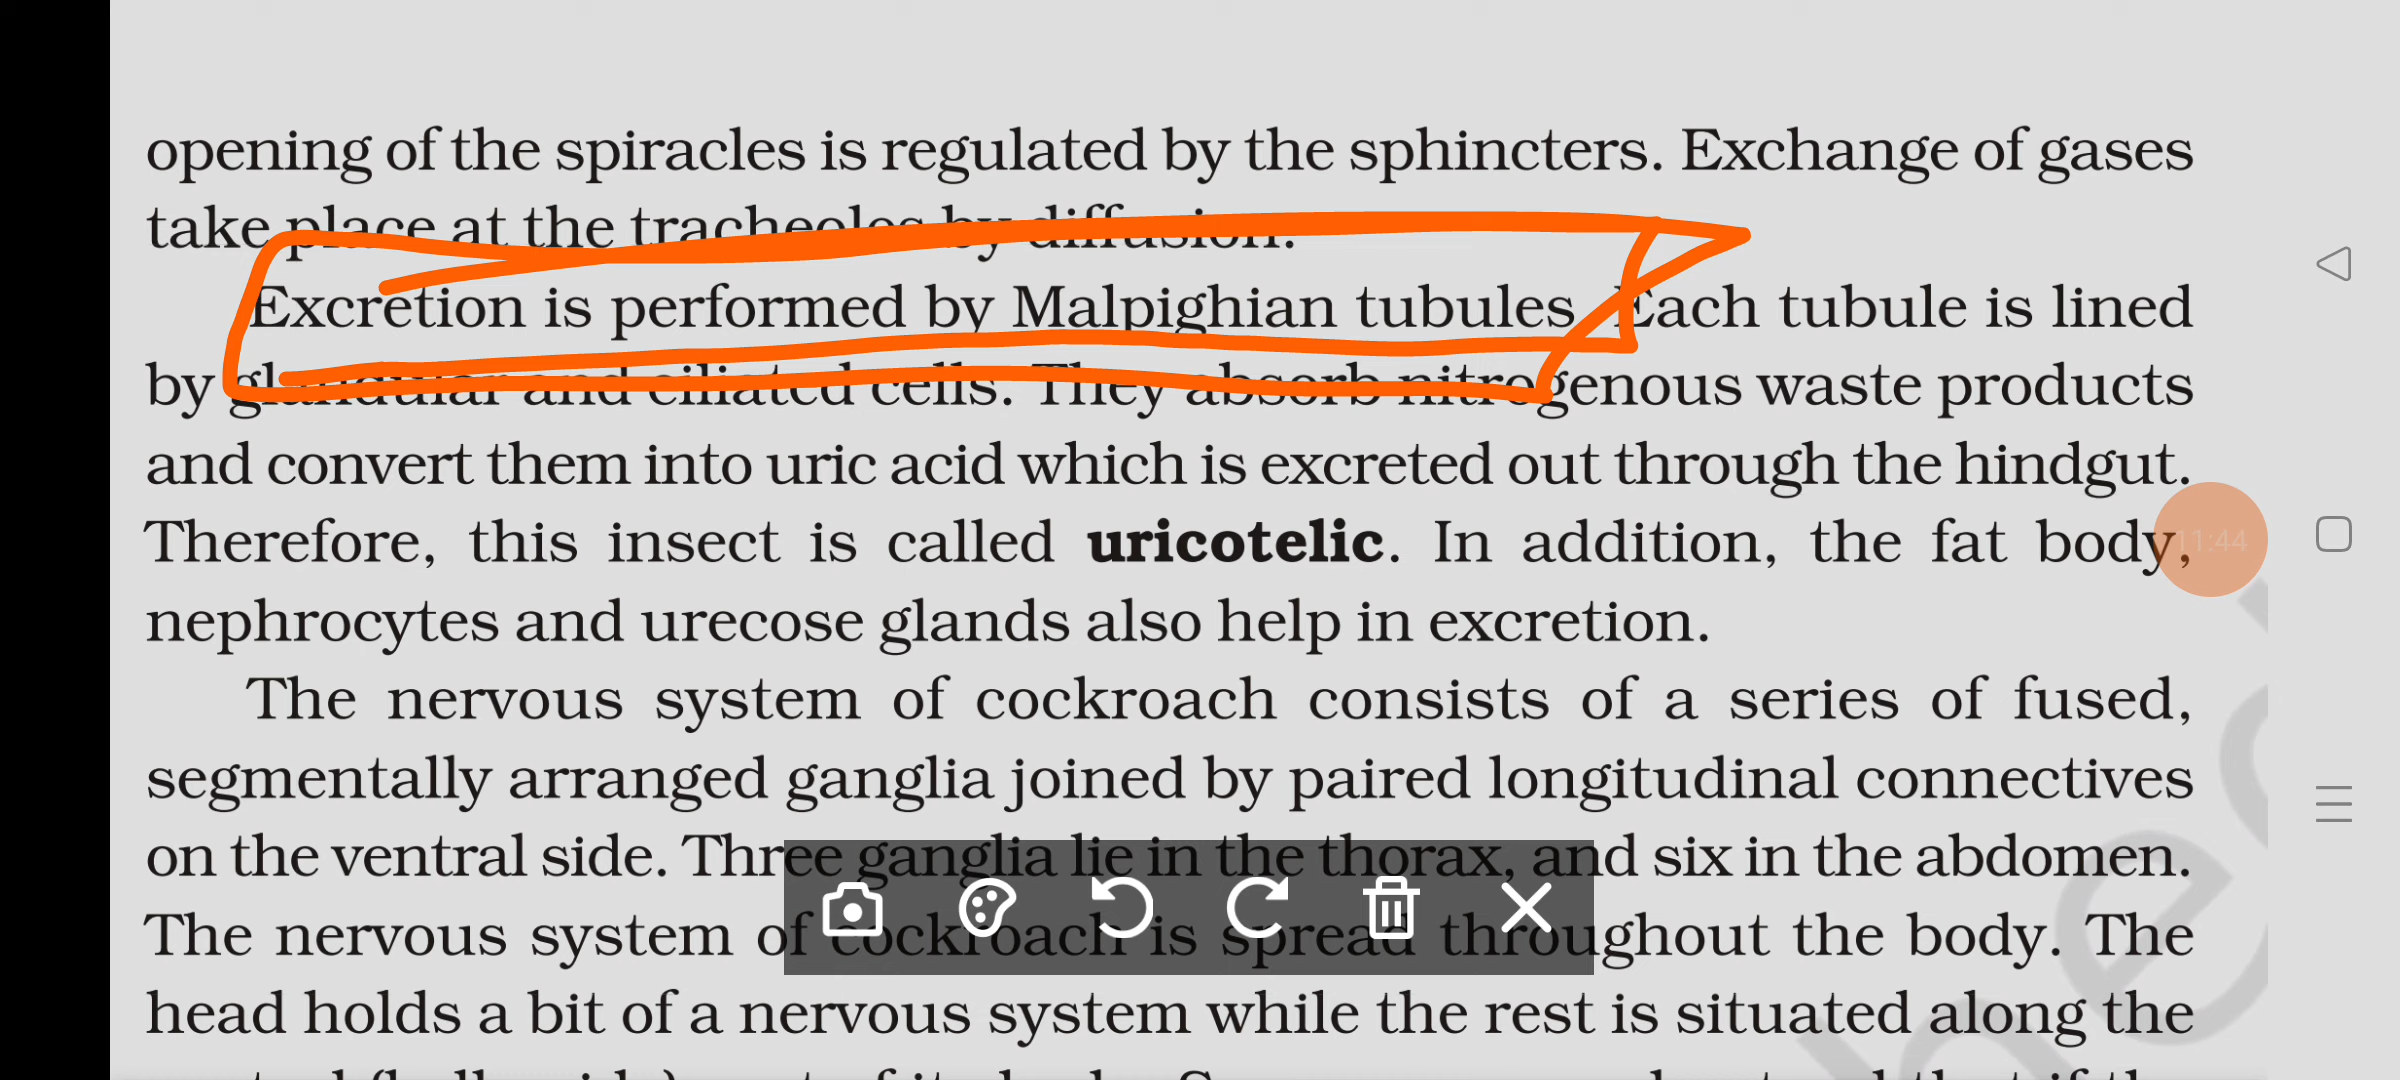 opening of the spiracles is regulated by the sphincters. Exchange of gases
take place at the tracheoles by diffusion.
Excretion is performed by Malpighian tubules. Each tubule is lined
by glandular and ciliated cells. They absorb nitrogenous waste products
and convert them into uric acid which is excreted out through the hindgut.
Therefore, this insect is called uricotelic. In addition, the fat body,
11:44
nephrocytes and urecose glands also help in excretion.
The nervous system of cockroach consists of a series of fused,
segmentally arranged ganglia joined by paired longitudinal connectives
on the ventral side. Three ganglia lie in the thorax, and six in the abdomen.
The nervous system of cockroach is spread throughout the body. The
head holds a bit of a nervous system while the rest is situated along the